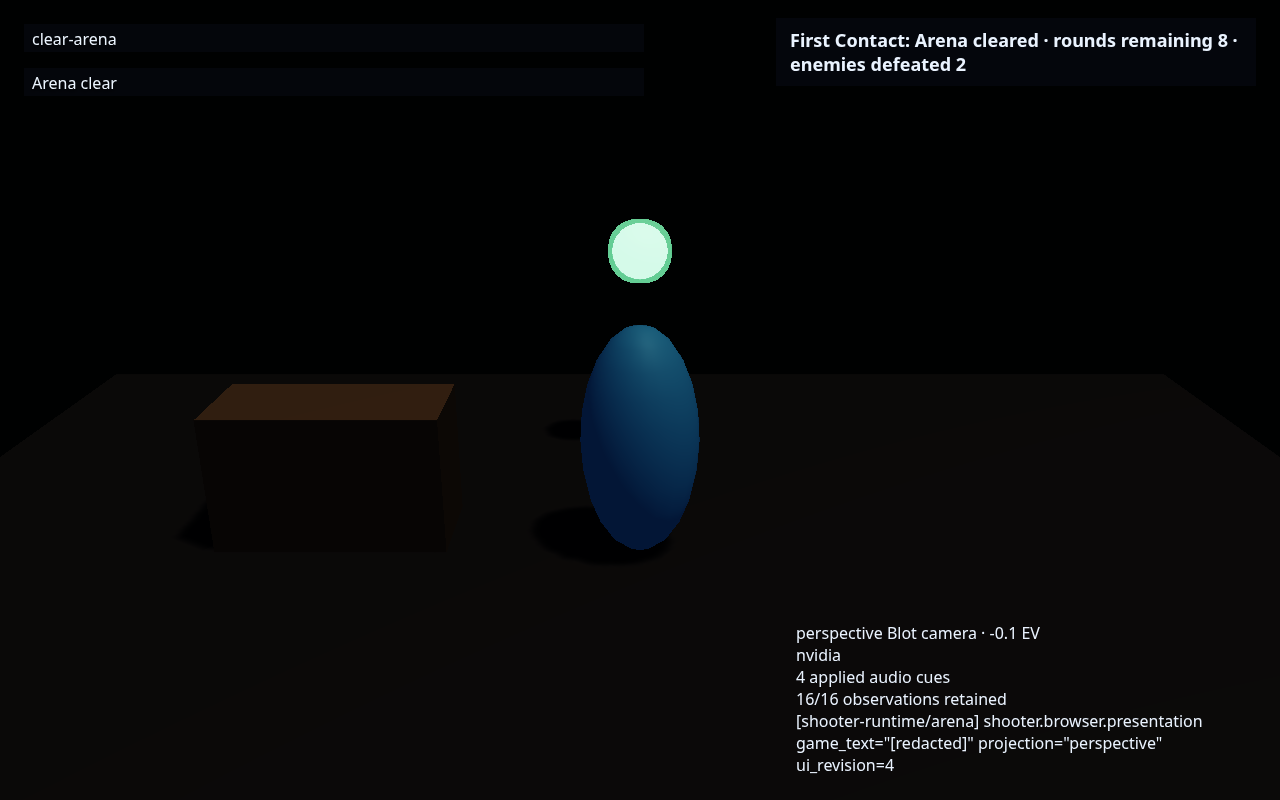 clear-arena
Arena clear
First Contact: Arena cleared · rounds remaining 8 ·
enemies defeated 2
perspective Blot camera · -0.1 EV
nvidia
4 applied audio cues
16/16 observations retained
[shooter-runtime/arena] shooter.browser.presentation
game_text="[redacted]" projection="perspective"
ui_revision=4